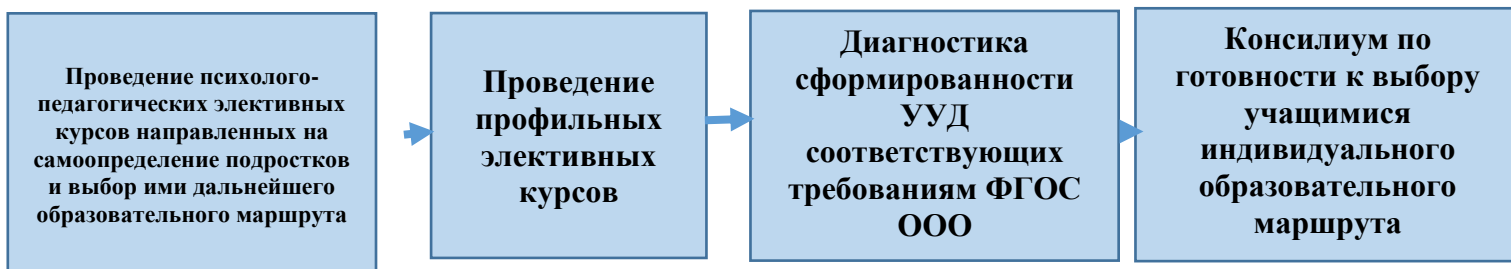 Проведение психолого-
педагогических элективных
курсов направленных на
самоопределение подростков
и выбор ими дальнейшего
образовательного маршрута
Проведение
профильных
элективных
курсов
Диагностика
сформированности
УУД
соответствующих
требованиям ФГОС
ООО
Консилиум по
готовности к выбору
учащимися
индивидуального
образовательного
маршрута